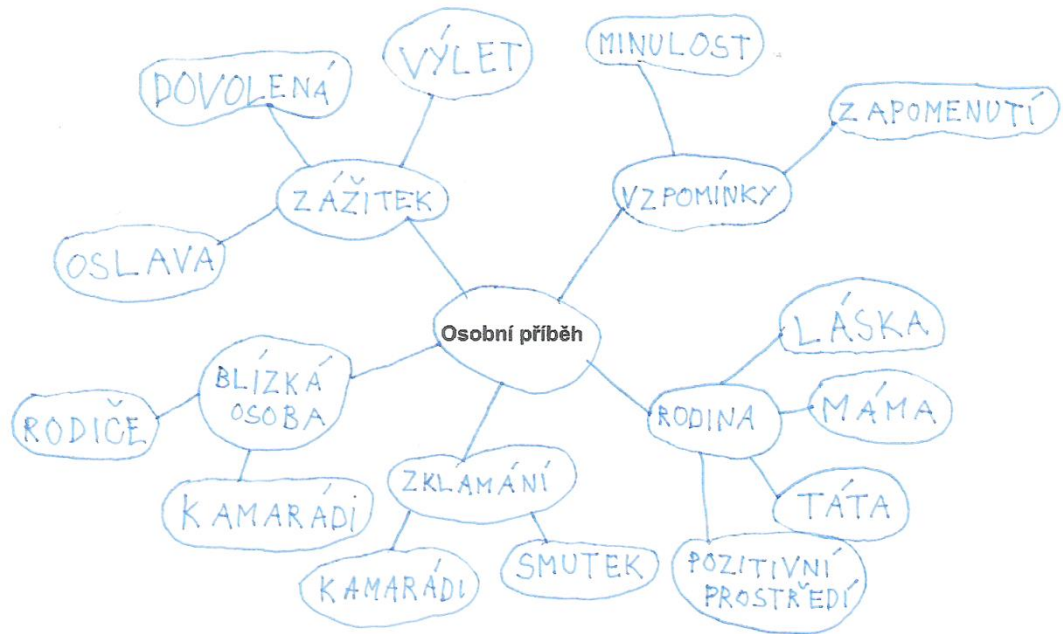 VÝLET
MINULOST
DOVOLENÁ
ZAPOMENUTÍ
ZÁŽITEK
VZPOMÍNKY
OSLAVA
Osobní příběh
LÁSKA
BLÍZKÁ
OSOBA
RODIČE
RODINA
MÁMA
ZKLAMÁNÍ
KAMARÁDI
TÁTA
KAMARÁDI
SMUTEK
POZITIVNÍ
PROSTŘEDÍ